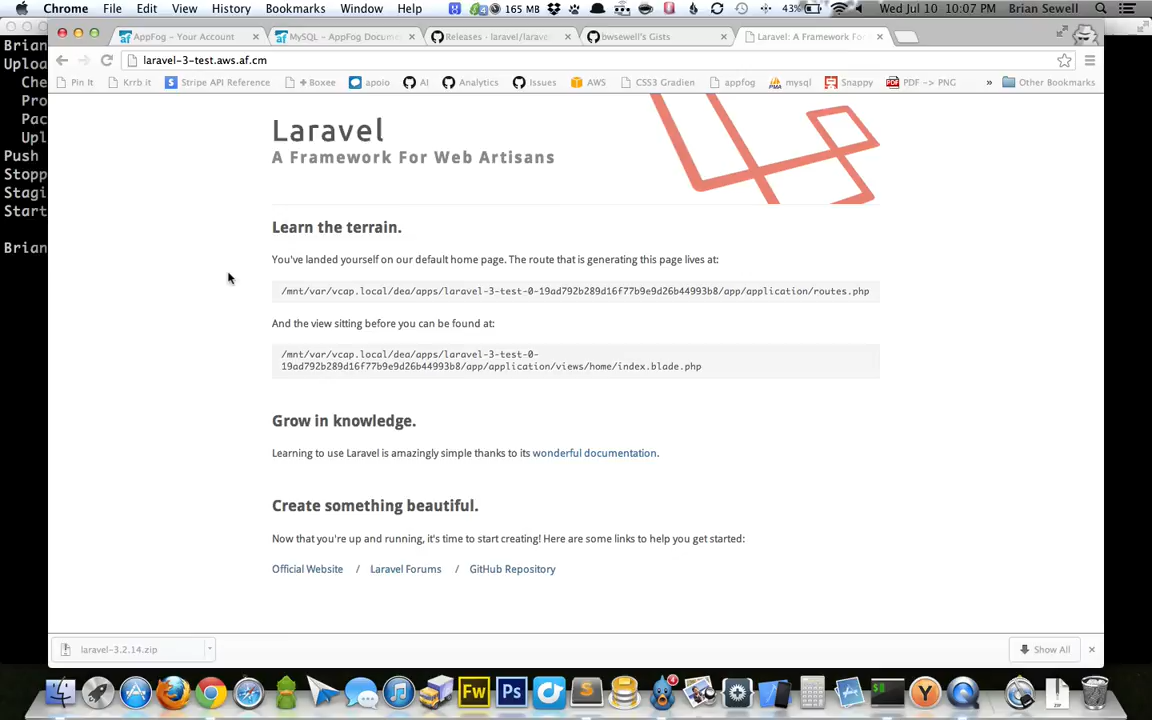 Chrome File Edit View History Bookmarks Window Help 4 165 MB 43% Wed Jul 10 10:07 PM Brian Sewell
AppFog – Your Account MySQL – AppFog Docume Releases · laravel/larave bwsewell's Gists Laravel: A Framework Fo
laravel-3-test.aws.af.cm
Pin It Krrb it Stripe API Reference + Boxee apoio AI Analytics Issues AWS CSS3 Gradien appfog mysql Snappy PDF -> PNG » Other Bookmarks
Brian
Uploa
Che
Pro
Pac
Upl
Push
Stopp
Stagi
Start
Brian
Laravel
A Framework For Web Artisans
Learn the terrain.
You've landed yourself on our default home page. The route that is generating this page lives at:
/mnt/var/vcap.local/dea/apps/laravel-3-test-0-19ad792b289d16f77b9e9d26b44993b8/app/application/routes.php
And the view sitting before you can be found at:
/mnt/var/vcap.local/dea/apps/laravel-3-test-0-
19ad792b289d16f77b9e9d26b44993b8/app/application/views/home/index.blade.php
Grow in knowledge.
Learning to use Laravel is amazingly simple thanks to its wonderful documentation.
Create something beautiful.
Now that you're up and running, it's time to start creating! Here are some links to help you get started:
Official Website / Laravel Forums / GitHub Repository
laravel-3.2.14.zip Show All
Fw Ps S Y ZIP